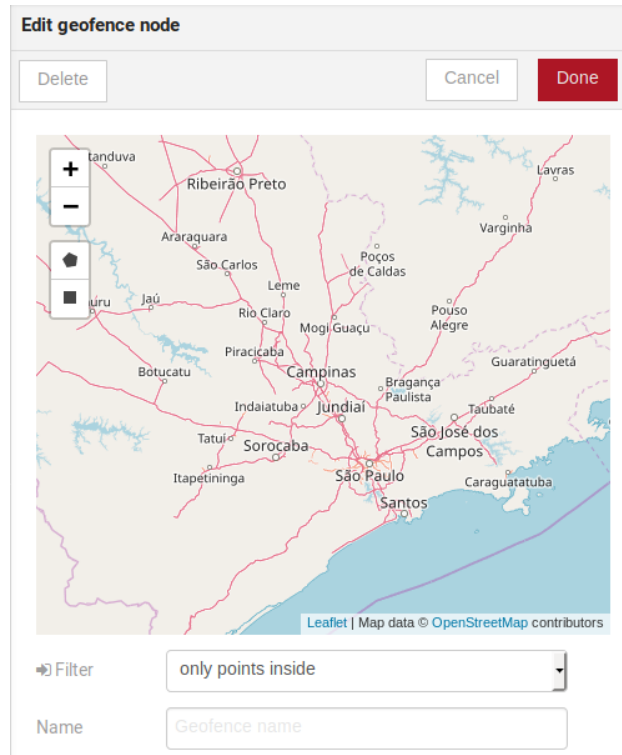 Edit geofence node
Delete
Cancel
Done
+
−
tanduva
Ribeirão Preto
Lavras
Varginha
Araraquara
São Carlos
Poços
de Caldas
Leme
uru
Jaú
Rio Claro
Mogi Guaçu
Pouso
Alegre
Piracicaba
Guaratinguetá
Botucatu
Campinas
Bragança
Paulista
Indaiatuba
Jundiaí
Taubaté
Tatuí
Sorocaba
São José dos
Campos
Itapetininga
São Paulo
Caraguatatuba
Santos
Leaflet | Map data © OpenStreetMap contributors
Filter
only points inside
Name
Geofence name